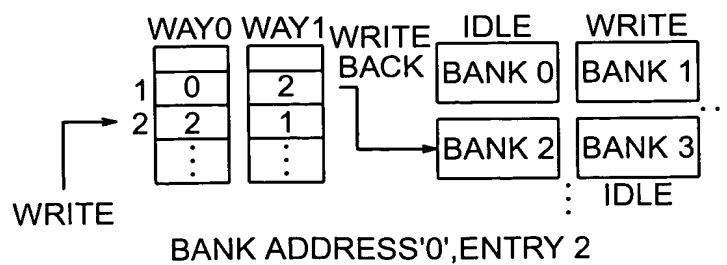 WAY0 WAY1 WRITE BACK IDLE WRITE
1 0 2 BANK 0 BANK 1
2 2 1 BANK 2 BANK 3
WRITE IDLE
BANK ADDRESS'0',ENTRY 2